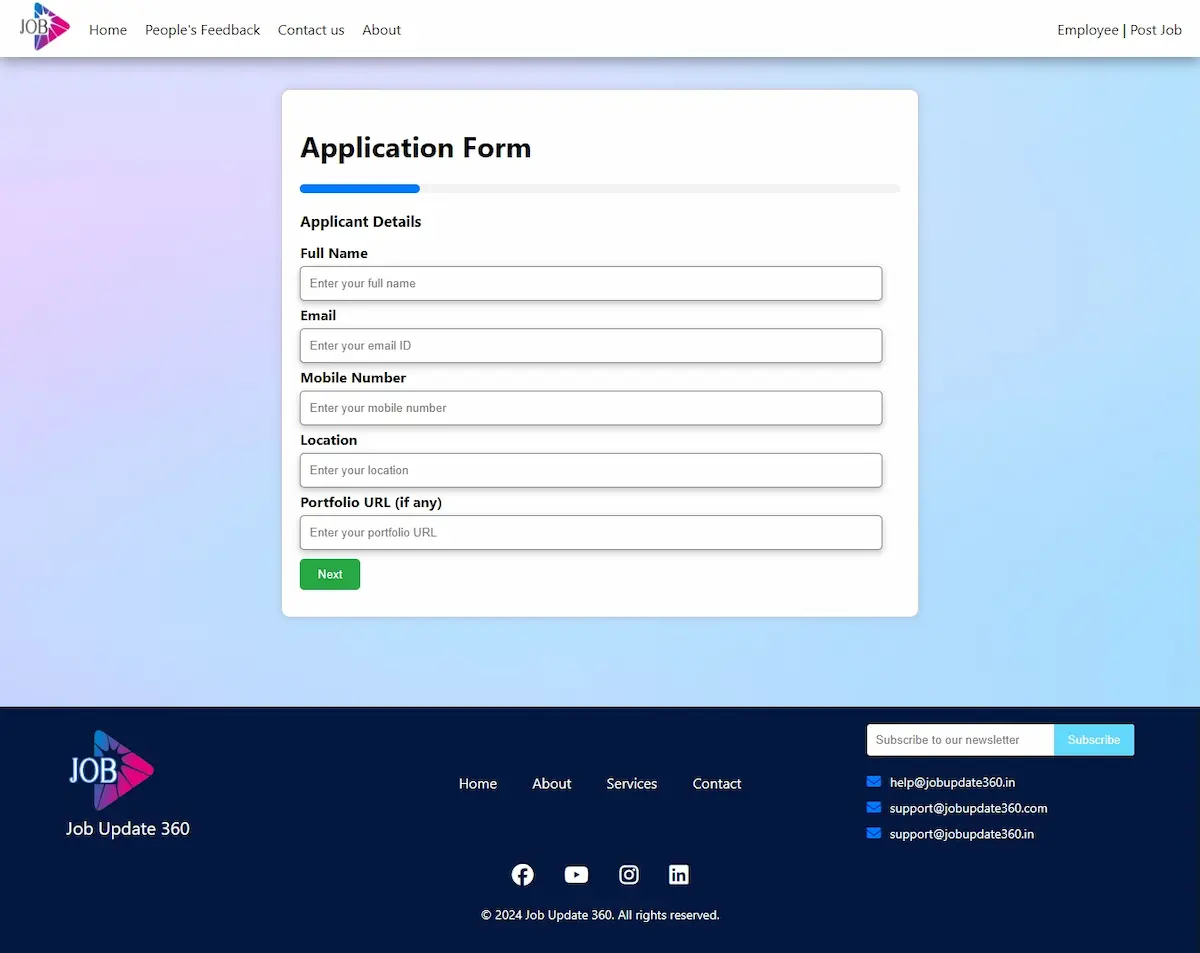 JOB Home People's Feedback Contact us About Employee | Post Job
Application Form
Applicant Details
Full Name
Enter your full name
Email
Enter your email ID
Mobile Number
Enter your mobile number
Location
Enter your location
Portfolio URL (if any)
Enter your portfolio URL
Next
JOB
Job Update 360
Home About Services Contact
Subscribe to our newsletter Subscribe
help@jobupdate360.in
support@jobupdate360.com
support@jobupdate360.in
in
© 2024 Job Update 360. All rights reserved.